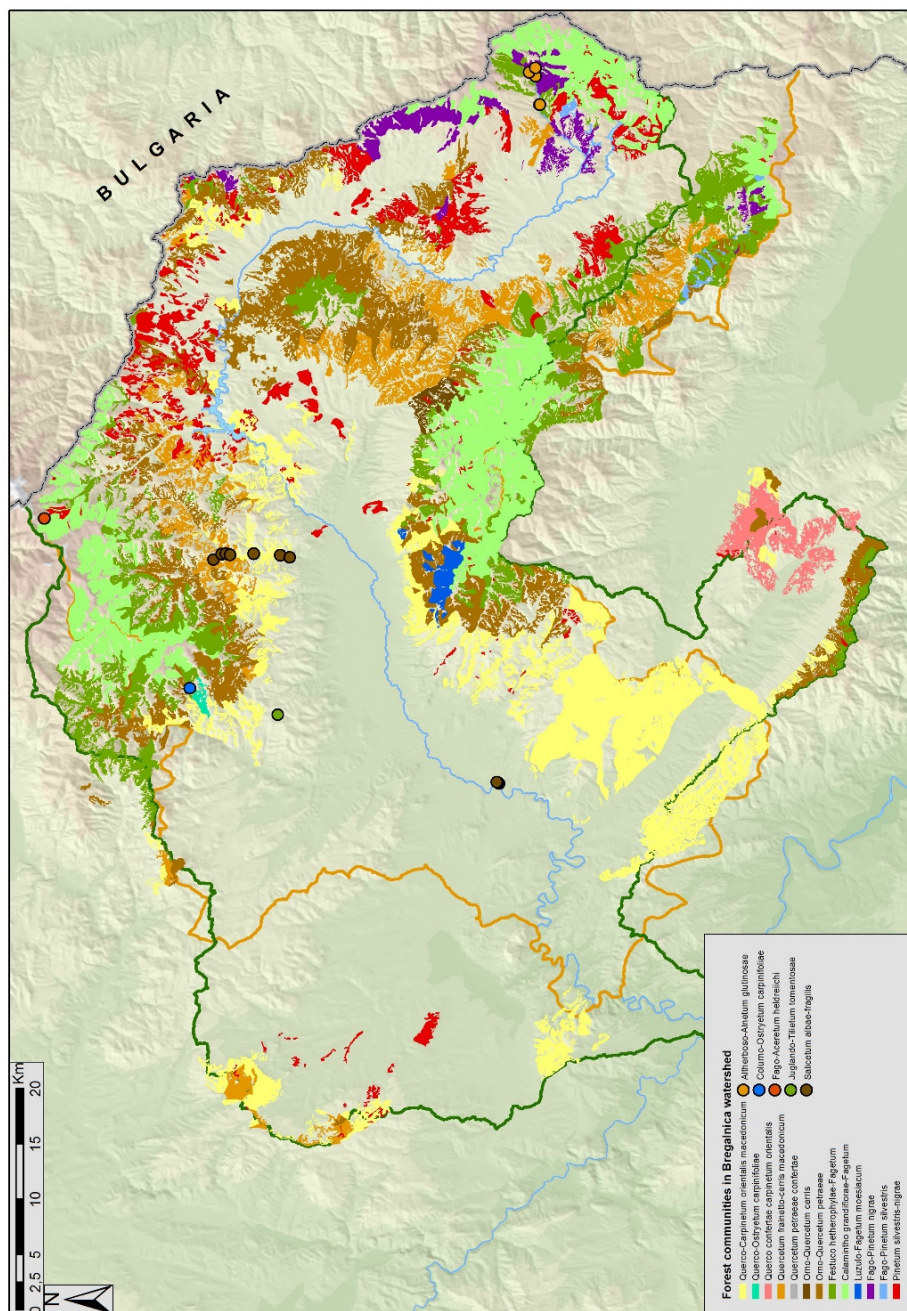 BULGARIA
N
0 2,5 5 10 15 20 Km
Forest communities in Bregalnica watershed
Querco-Carpinetum orientalis macedonicum
Querco-Ostryetum carpinifoliae
Querco confertae carpinetum orientalis
Quercetum frainetto-cerris macedonicum
Quercetum petraeae confertae
Orno-Quercetum cerris
Orno-Quercetum petraeae
Festuco hetherophylae-Fagetum
Calamintho grandiflorae-Fagetum
Luzulo-Fagetum moesiacum
Fago-Pinetum nigrae
Fago-Pinetum silvestris
Pinetum silvestris-nigrae
Altherboso-Alnetum glutinosae
Columo-Ostryetum carpinifoliae
Fago-Aceretum heldreiichi
Juglando-Tilietum tomentosae
Salicetum albae-fragilis